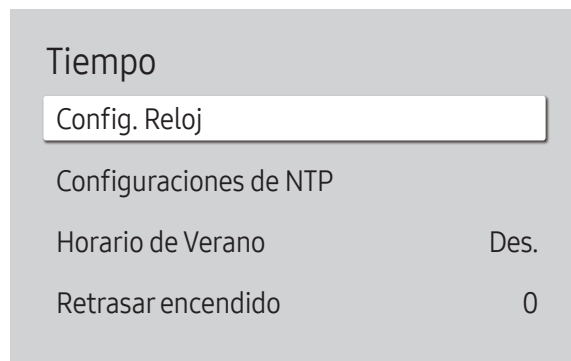 Tiempo
Config. Reloj
Configuraciones de NTP
Horario de Verano Des.
Retrasar encendido 0